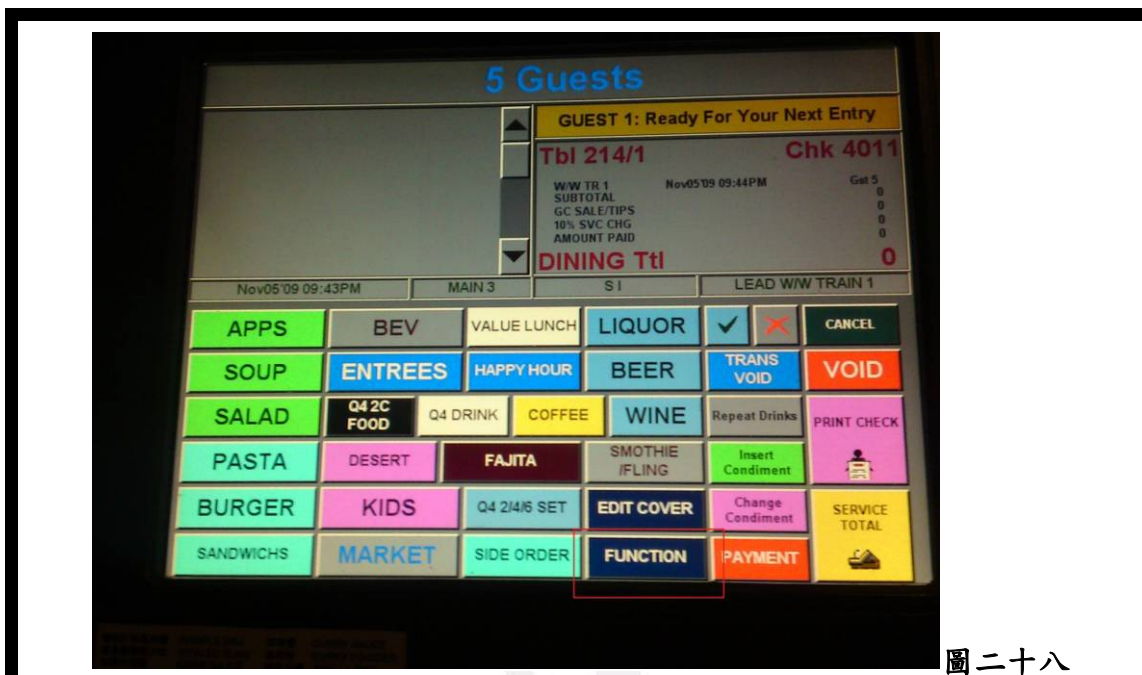 5 Guests
GUEST 1: Ready For Your Next Entry
Tbl 214/1 Chk 4011
W/W TR 1 Nov05'09 09:44PM Gst 5
SUBTOTAL 0
GC SALE/TIPS 0
10% SVC CHG 0
AMOUNT PAID 0
DINING Ttl 0
Nov05'09 09:43PM MAIN 3 S I LEAD W/W TRAIN 1
APPS BEV VALUE LUNCH LIQUOR CANCEL
SOUP ENTREES HAPPY HOUR BEER TRANS VOID VOID
SALAD Q4 2C FOOD Q4 DRINK COFFEE WINE Repeat Drinks PRINT CHECK
PASTA DESERT FAJITA SMOTHIE /FLING Insert Condiment
BURGER KIDS Q4 2/4/6 SET EDIT COVER Change Condiment SERVICE TOTAL
SANDWICHS MARKET SIDE ORDER FUNCTION PAYMENT
圖二十八